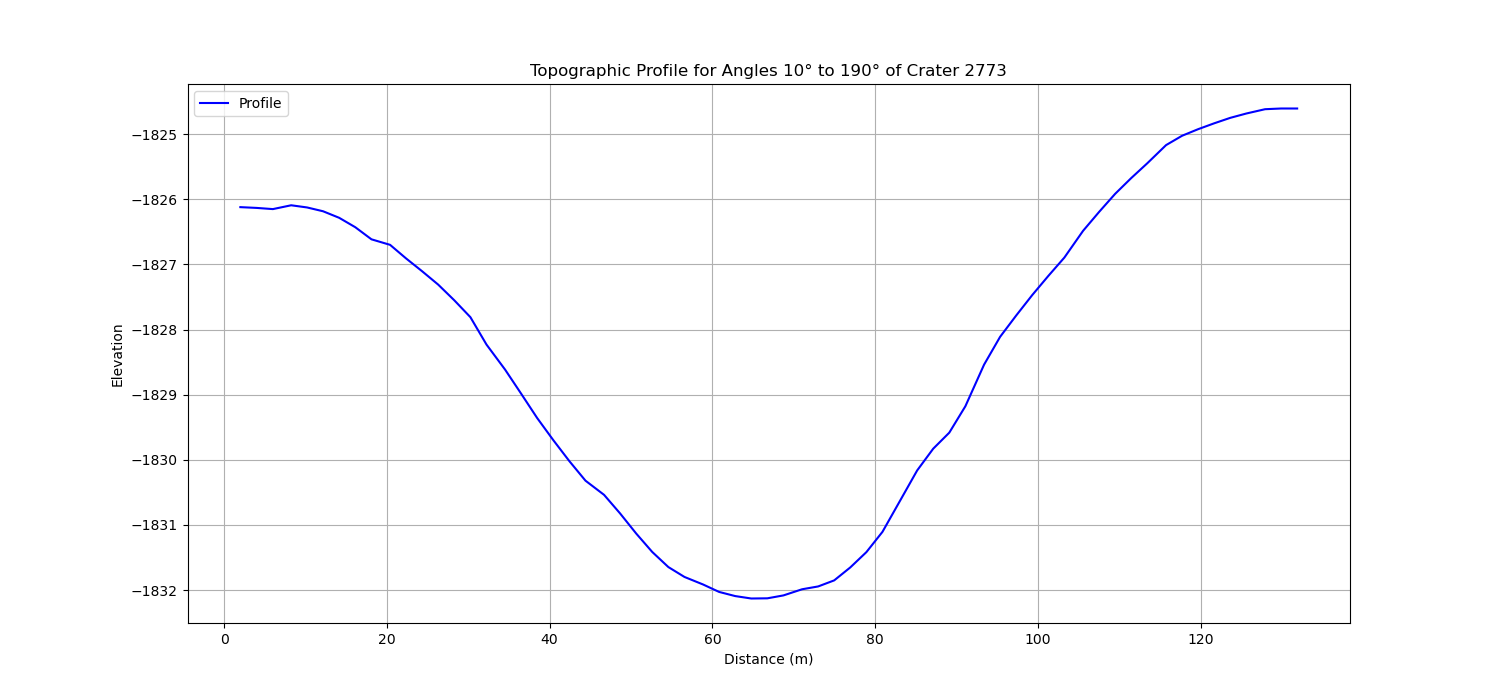 Topographic Profile for Angles 10° to 190° of Crater 2773
Profile
−1825
−1826
−1827
−1828
−1829
−1830
−1831
−1832
Elevation
0 20 40 60 80 100 120
Distance (m)